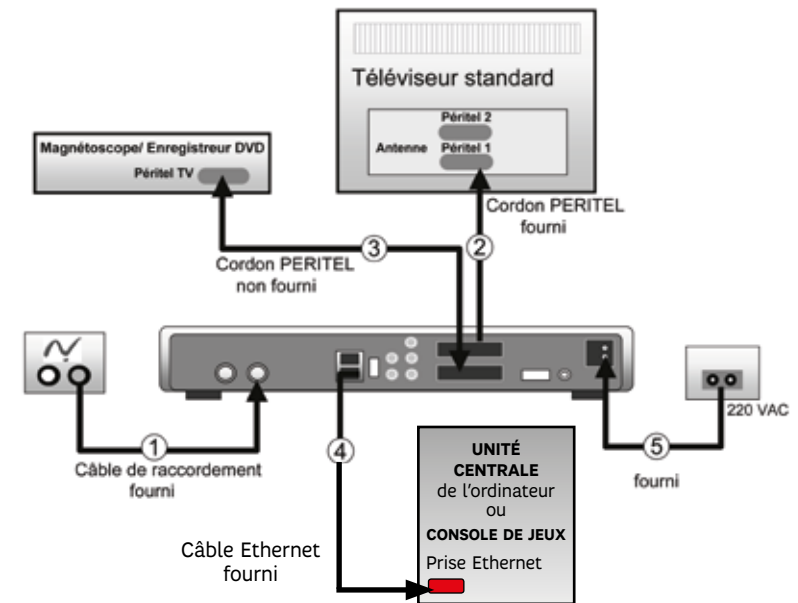 Téléviseur standard
Péritel 2
Antenne
Péritel 1
Magnétoscope/ Enregistreur DVD
Péritel TV
Cordon PERITEL
fourni
3
2
Cordon PERITEL
non fourni
220 VAC
1
Câble de raccordement
fourni
4
5
fourni
UNITÉ
CENTRALE
de l'ordinateur
ou
CONSOLE DE JEUX
Prise Ethernet
Câble Ethernet
fourni